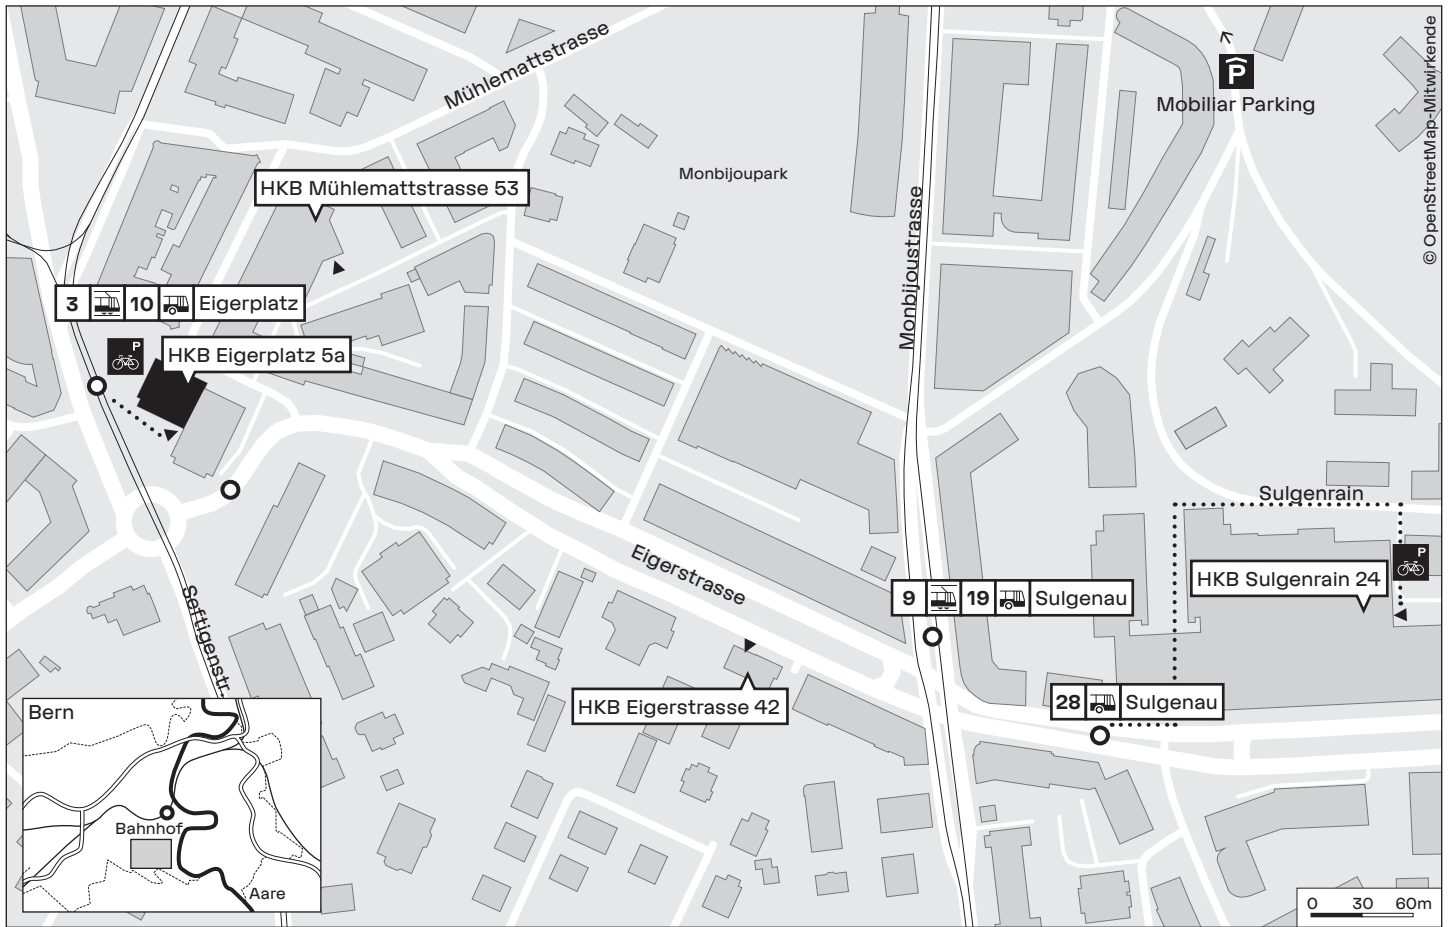 Mühlemattstrasse
© OpenStreetMap-Mitwirkende
P
Mobiliar Parking
Monbijoupark
HKB Mühlemattstrasse 53
Monbijoustrasse
3 10 Eigerplatz
P
HKB Eigerplatz 5a
Sulgenrain
Eigerstrasse
P
HKB Sulgenrain 24
9 19 Sulgenau
Seftigenstr.
HKB Eigerstrasse 42
28 Sulgenau
Bern
Bahnhof
Aare
0 30 60m